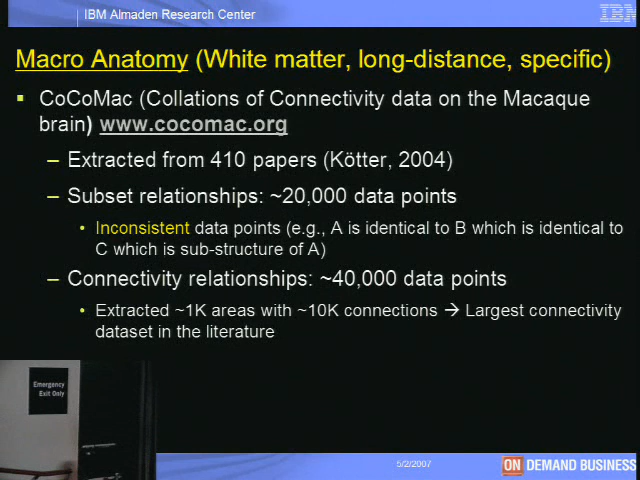 IBM Almaden Research Center
IBM
Macro Anatomy (White matter, long-distance, specific)
▪ CoCoMac (Collations of Connectivity data on the Macaque
brain) www.cocomac.org
– Extracted from 410 papers (Kötter, 2004)
– Subset relationships: ~20,000 data points
• Inconsistent data points (e.g., A is identical to B which is identical to
C which is sub-structure of A)
– Connectivity relationships: ~40,000 data points
• Extracted ~1K areas with ~10K connections → Largest connectivity
dataset in the literature
Emergency
Exit Only
5/2/2007
ON DEMAND BUSINESS